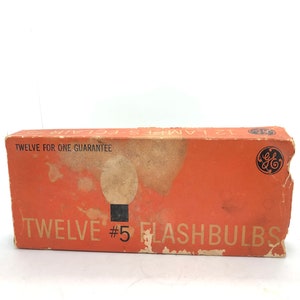 TWELVE FOR ONE GUARANTEE
GE
TWELVE #5 FLASHBULBS